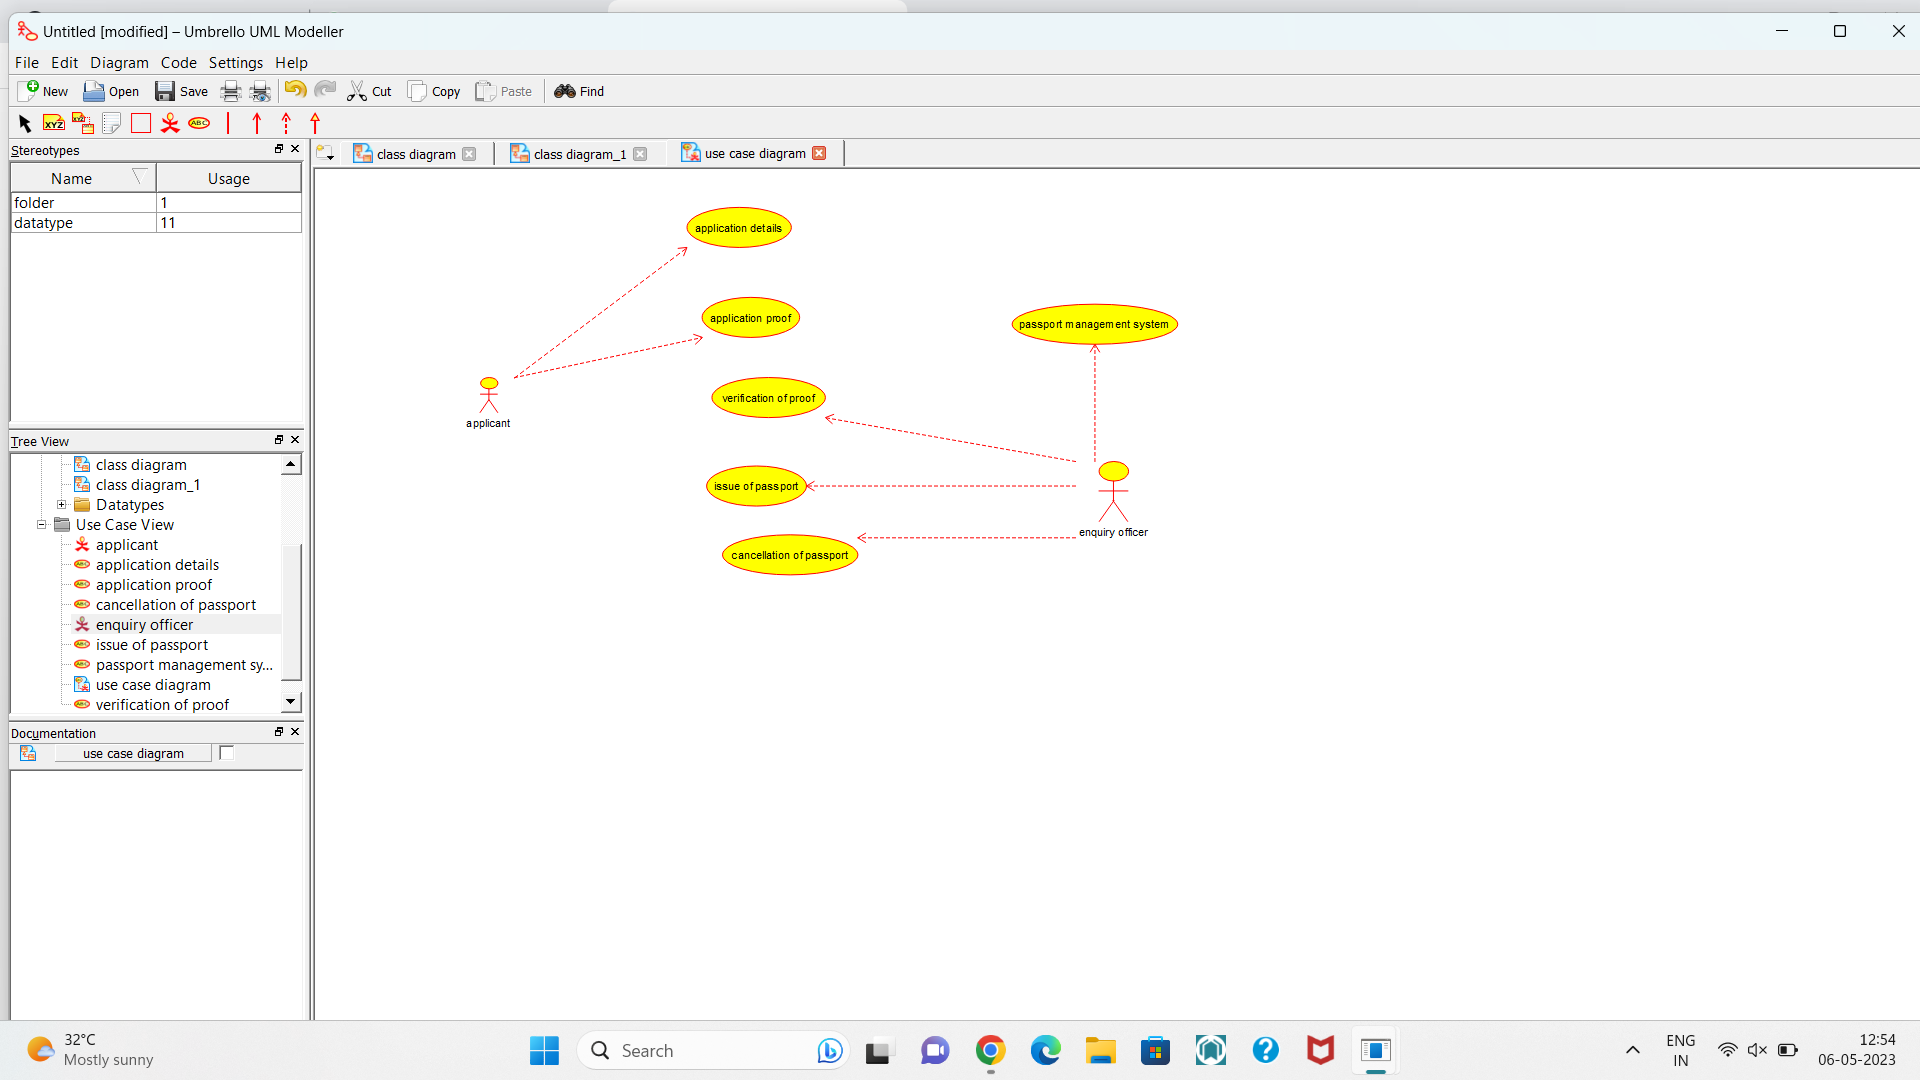 Untitled [modified] – Umbrello UML Modeller
File Edit Diagram Code Settings Help
New Open Save Cut Copy Paste Find
XYZ XYZ ABC
Stereotypes
class diagram class diagram_1 use case diagram
Name Usage
folder 1
datatype 11
application details
application proof
passport management system
verification of proof
applicant
issue of passport
enquiry officer
cancellation of passport
Tree View
class diagram
class diagram_1
Datatypes
Use Case View
applicant
application details
application proof
cancellation of passport
enquiry officer
issue of passport
passport management sy...
use case diagram
verification of proof
Documentation
use case diagram
32°C
Mostly sunny
Search
ENG
IN
12:54
06-05-2023